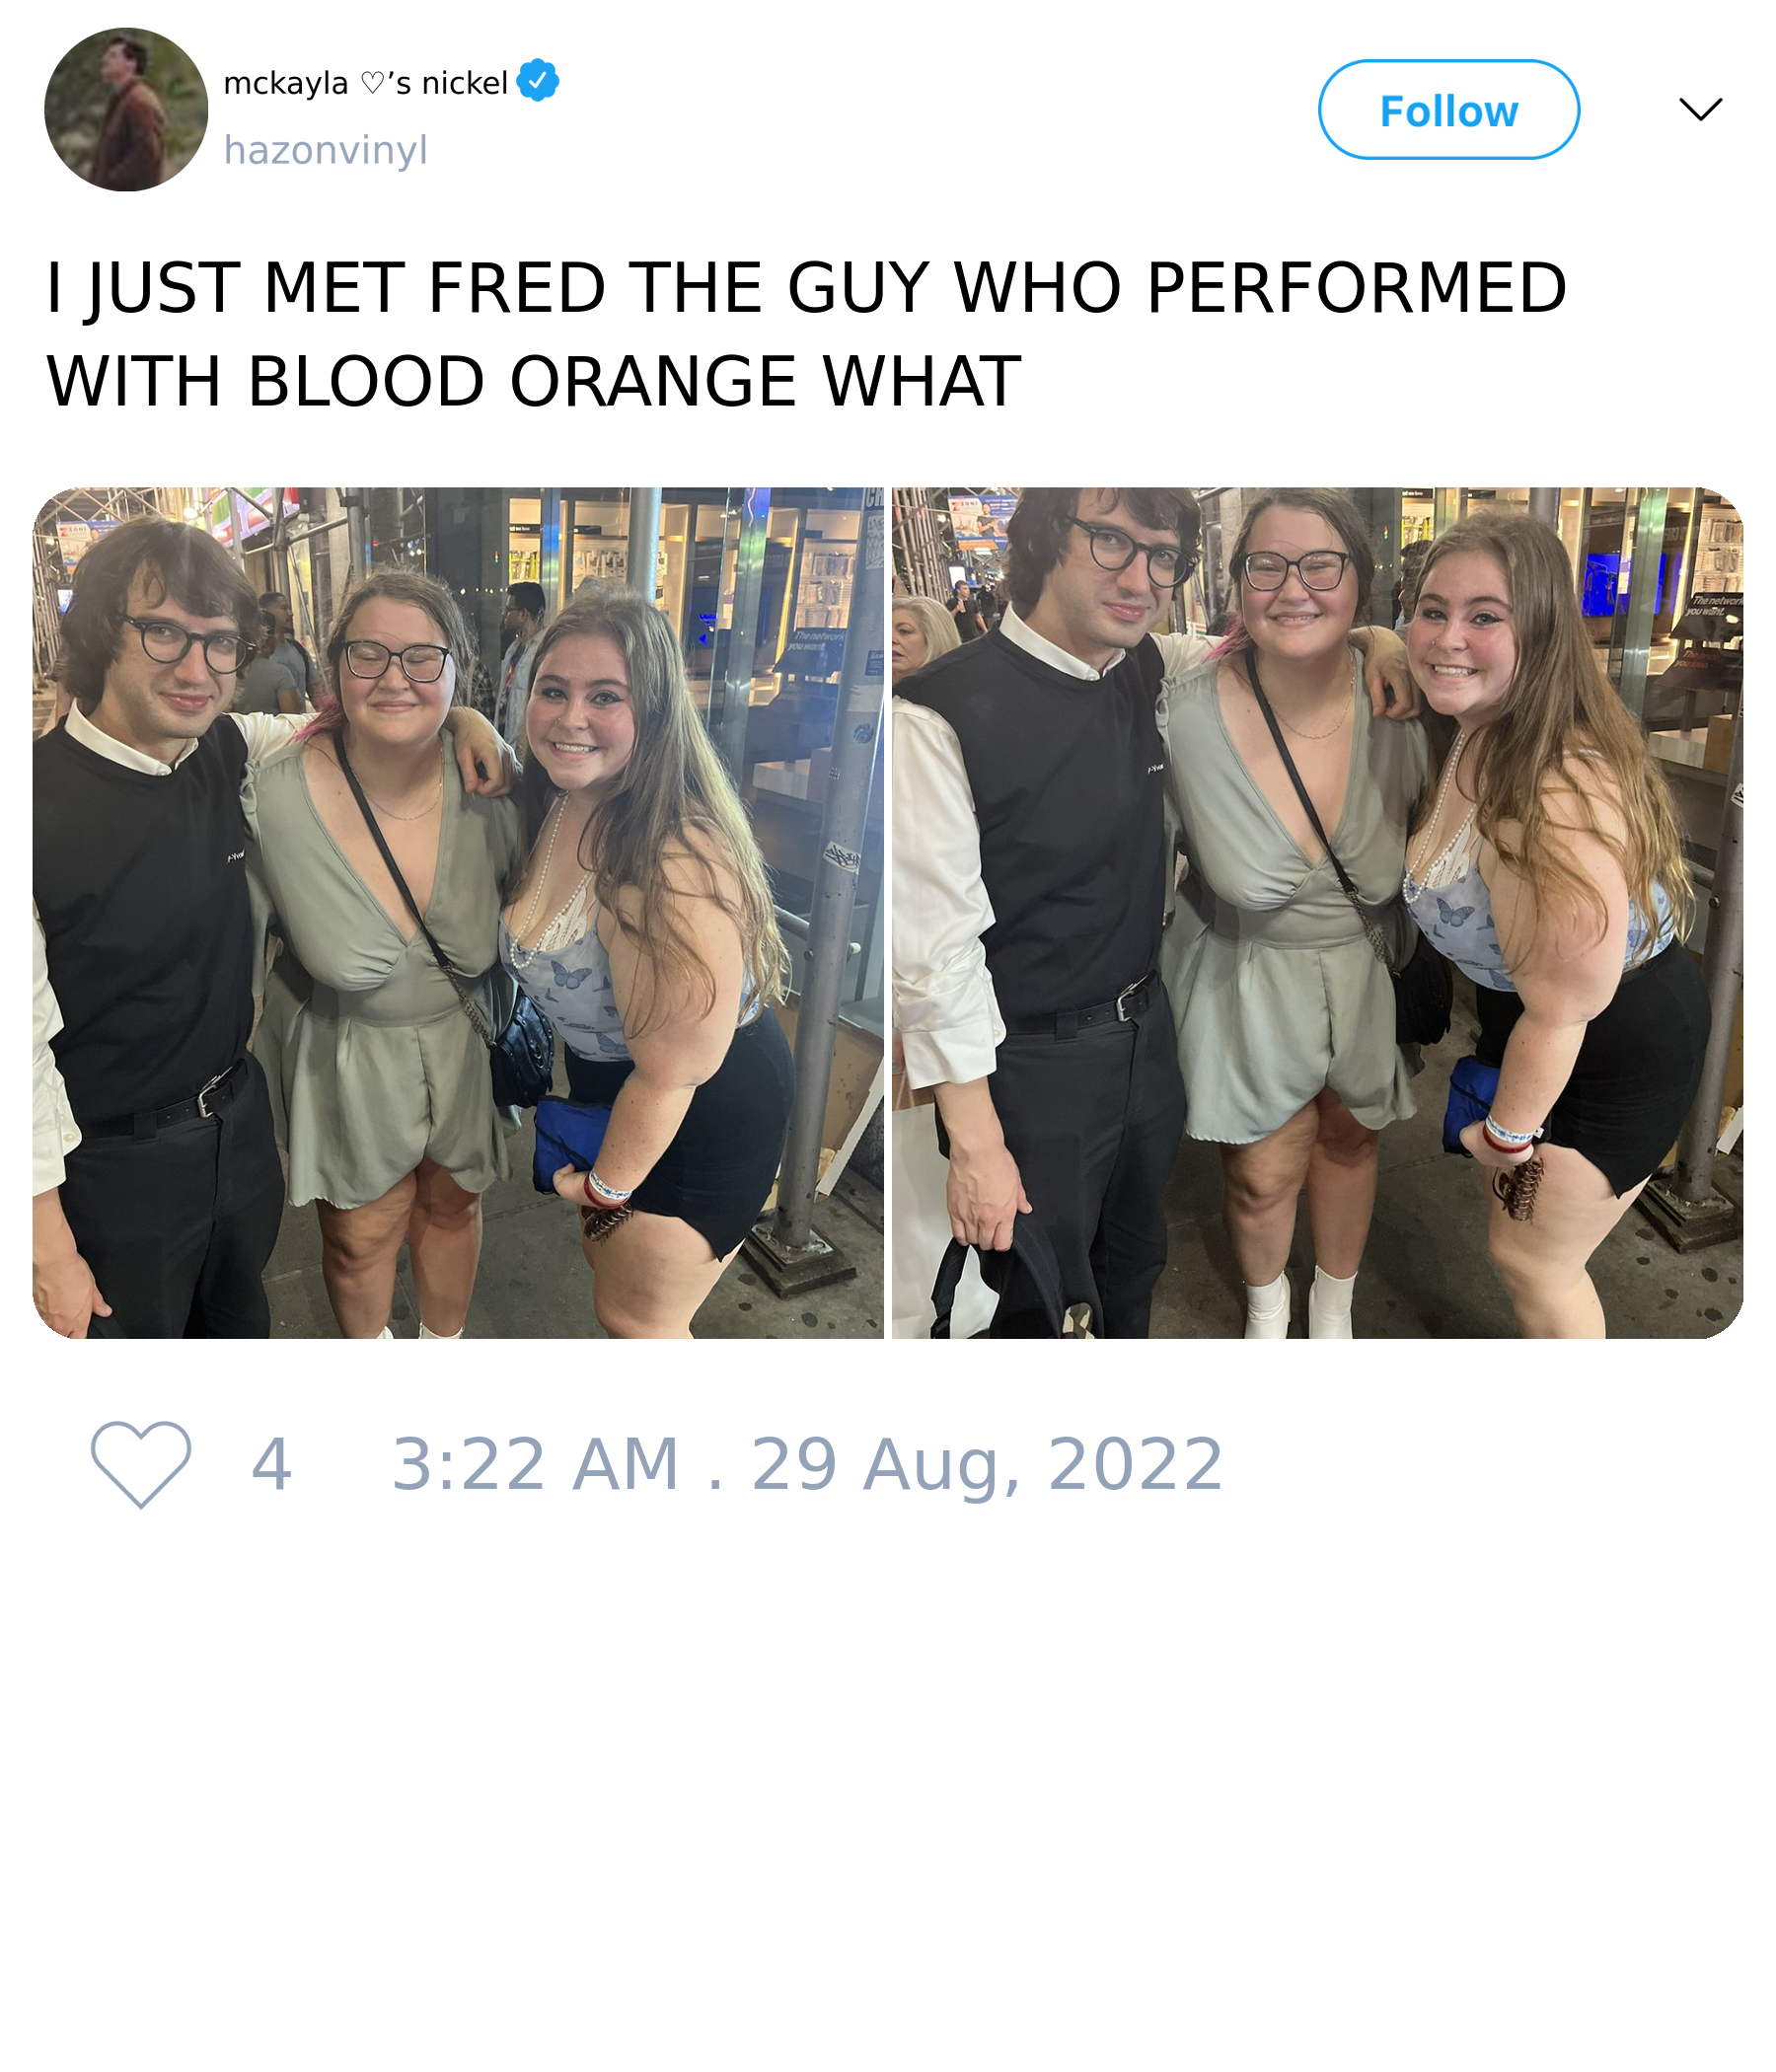 mckayla ♡’s nickel
hazonvinyl
Follow
I JUST MET FRED THE GUY WHO PERFORMED
WITH BLOOD ORANGE WHAT
The network
you want.
The network
you want.
4 3:22 AM . 29 Aug, 2022